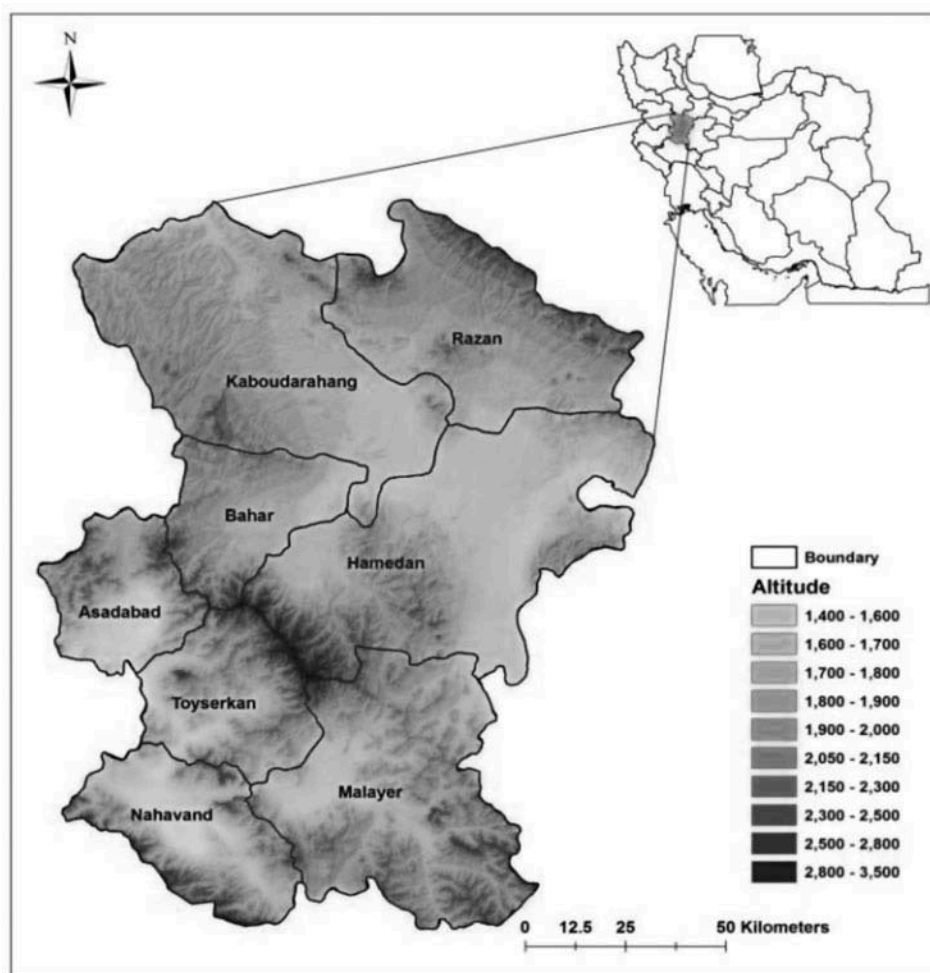 N
Razan
Kaboudarahang
Bahar
Hamedan
Asadabad
Toyserkan
Malayer
Nahavand
Boundary
Altitude
1,400 - 1,600
1,600 - 1,700
1,700 - 1,800
1,800 - 1,900
1,900 - 2,000
2,050 - 2,150
2,150 - 2,300
2,300 - 2,500
2,500 - 2,800
2,800 - 3,500
0 12.5 25 50 Kilometers